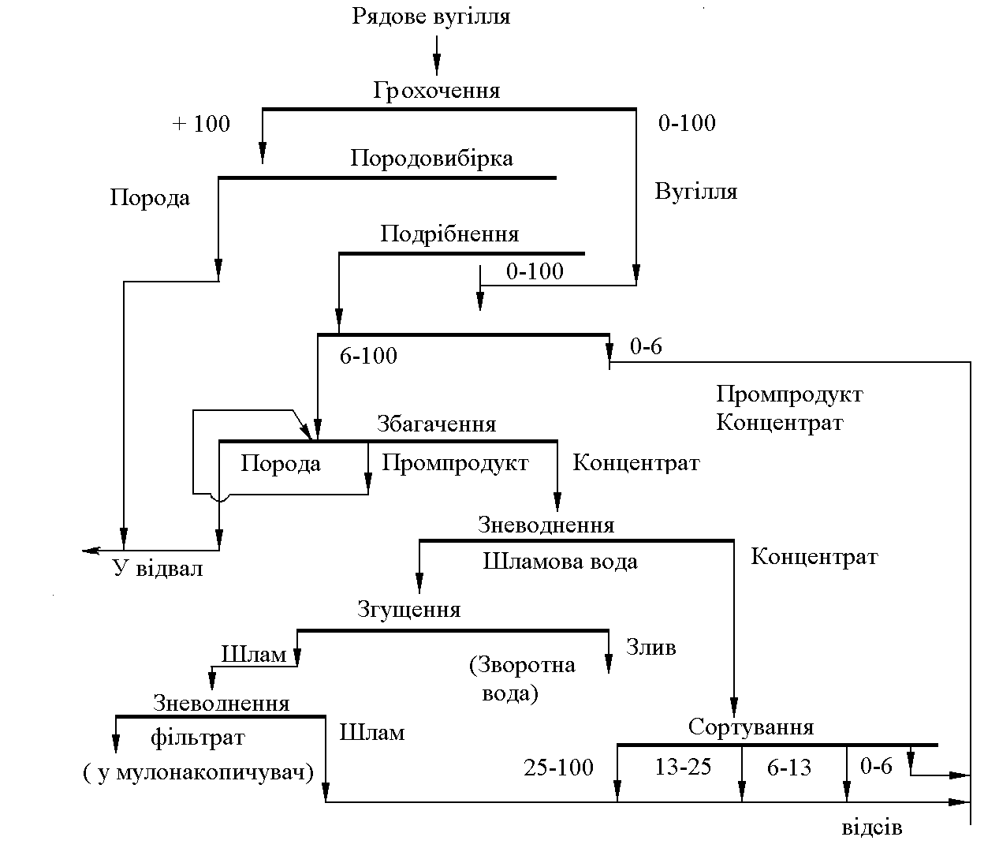 Рядове вугілля
Грохочення
+ 100
0-100
Породовибірка
Порода
Вугілля
Подрібнення
0-100
6-100
0-6
Промпродукт
Концентрат
Збагачення
Порода
Промпродукт
Концентрат
Зневоднення
Шламова вода
Концентрат
У відвал
Згущення
Шлам
Злив
(Зворотна
вода)
Зневоднення
фільтрат
Шлам
( у мулонакопичувач)
Сортування
25-100
13-25
6-13
0-6
відсів